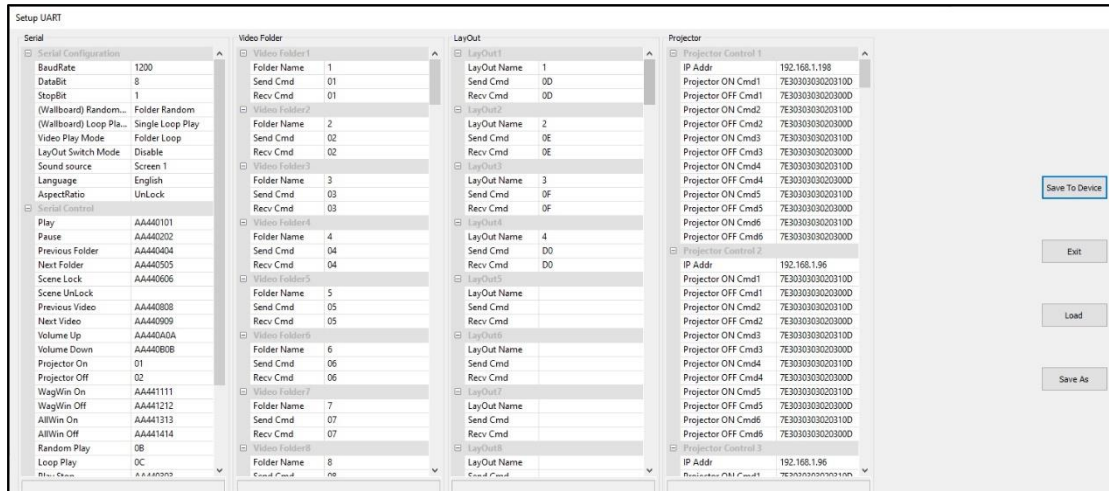 Setup UART
Serial
Serial Configuration
BaudRate 1200
DataBit 8
StopBit 1
(Wallboard) Random... Folder Random
(Wallboard) Loop Pla... Single Loop Play
Video Play Mode Folder Loop
LayOut Switch Mode Disable
Sound source Screen 1
Language English
AspectRatio UnLock
Serial Control
Play AA440101
Pause AA440202
Previous Folder AA440404
Next Folder AA440505
Scene Lock AA440606
Scene UnLock
Previous Video AA440808
Next Video AA440909
Volume Up AA440A0A
Volume Down AA440B0B
Projector On 01
Projector Off 02
WagWin On AA441111
WagWin Off AA441212
AllWin On AA441313
AllWin Off AA441414
Random Play 0B
Loop Play 0C
Play Stop AA440303
Video Folder
Video Folder1
Folder Name 1
Send Cmd 01
Recv Cmd 01
Video Folder2
Folder Name 2
Send Cmd 02
Recv Cmd 02
Video Folder3
Folder Name 3
Send Cmd 03
Recv Cmd 03
Video Folder4
Folder Name 4
Send Cmd 04
Recv Cmd 04
Video Folder5
Folder Name 5
Send Cmd 05
Recv Cmd 05
Video Folder6
Folder Name 6
Send Cmd 06
Recv Cmd 06
Video Folder7
Folder Name 7
Send Cmd 07
Recv Cmd 07
Video Folder8
Folder Name 8
Send Cmd 08
LayOut
LayOut1
LayOut Name 1
Send Cmd 0D
Recv Cmd 0D
LayOut2
LayOut Name 2
Send Cmd 0E
Recv Cmd 0E
LayOut3
LayOut Name 3
Send Cmd 0F
Recv Cmd 0F
LayOut4
LayOut Name 4
Send Cmd D0
Recv Cmd D0
LayOut5
LayOut Name
Send Cmd
Recv Cmd
LayOut6
LayOut Name
Send Cmd
Recv Cmd
LayOut7
LayOut Name
Send Cmd
Recv Cmd
LayOut8
LayOut Name
Send Cmd
Projector
Projector Control 1
IP Addr 192.168.1.198
Projector ON Cmd1 7E3030303020310D
Projector OFF Cmd1 7E3030303020300D
Projector ON Cmd2 7E3030303020310D
Projector OFF Cmd2 7E3030303020300D
Projector ON Cmd3 7E3030303020310D
Projector OFF Cmd3 7E3030303020300D
Projector ON Cmd4 7E3030303020310D
Projector OFF Cmd4 7E3030303020300D
Projector ON Cmd5 7E3030303020310D
Projector OFF Cmd5 7E3030303020300D
Projector ON Cmd6 7E3030303020310D
Projector OFF Cmd6 7E3030303020300D
Projector Control 2
IP Addr 192.168.1.96
Projector ON Cmd1 7E3030303020310D
Projector OFF Cmd1 7E3030303020300D
Projector ON Cmd2 7E3030303020310D
Projector OFF Cmd2 7E3030303020300D
Projector ON Cmd3 7E3030303020310D
Projector OFF Cmd3 7E3030303020300D
Projector ON Cmd4 7E3030303020310D
Projector OFF Cmd4 7E3030303020300D
Projector ON Cmd5 7E3030303020310D
Projector OFF Cmd5 7E3030303020300D
Projector ON Cmd6 7E3030303020310D
Projector OFF Cmd6 7E3030303020300D
Projector Control 3
IP Addr 192.168.1.96
Projector ON Cmd1 7E3030303020310D
Save To Device
Exit
Load
Save As